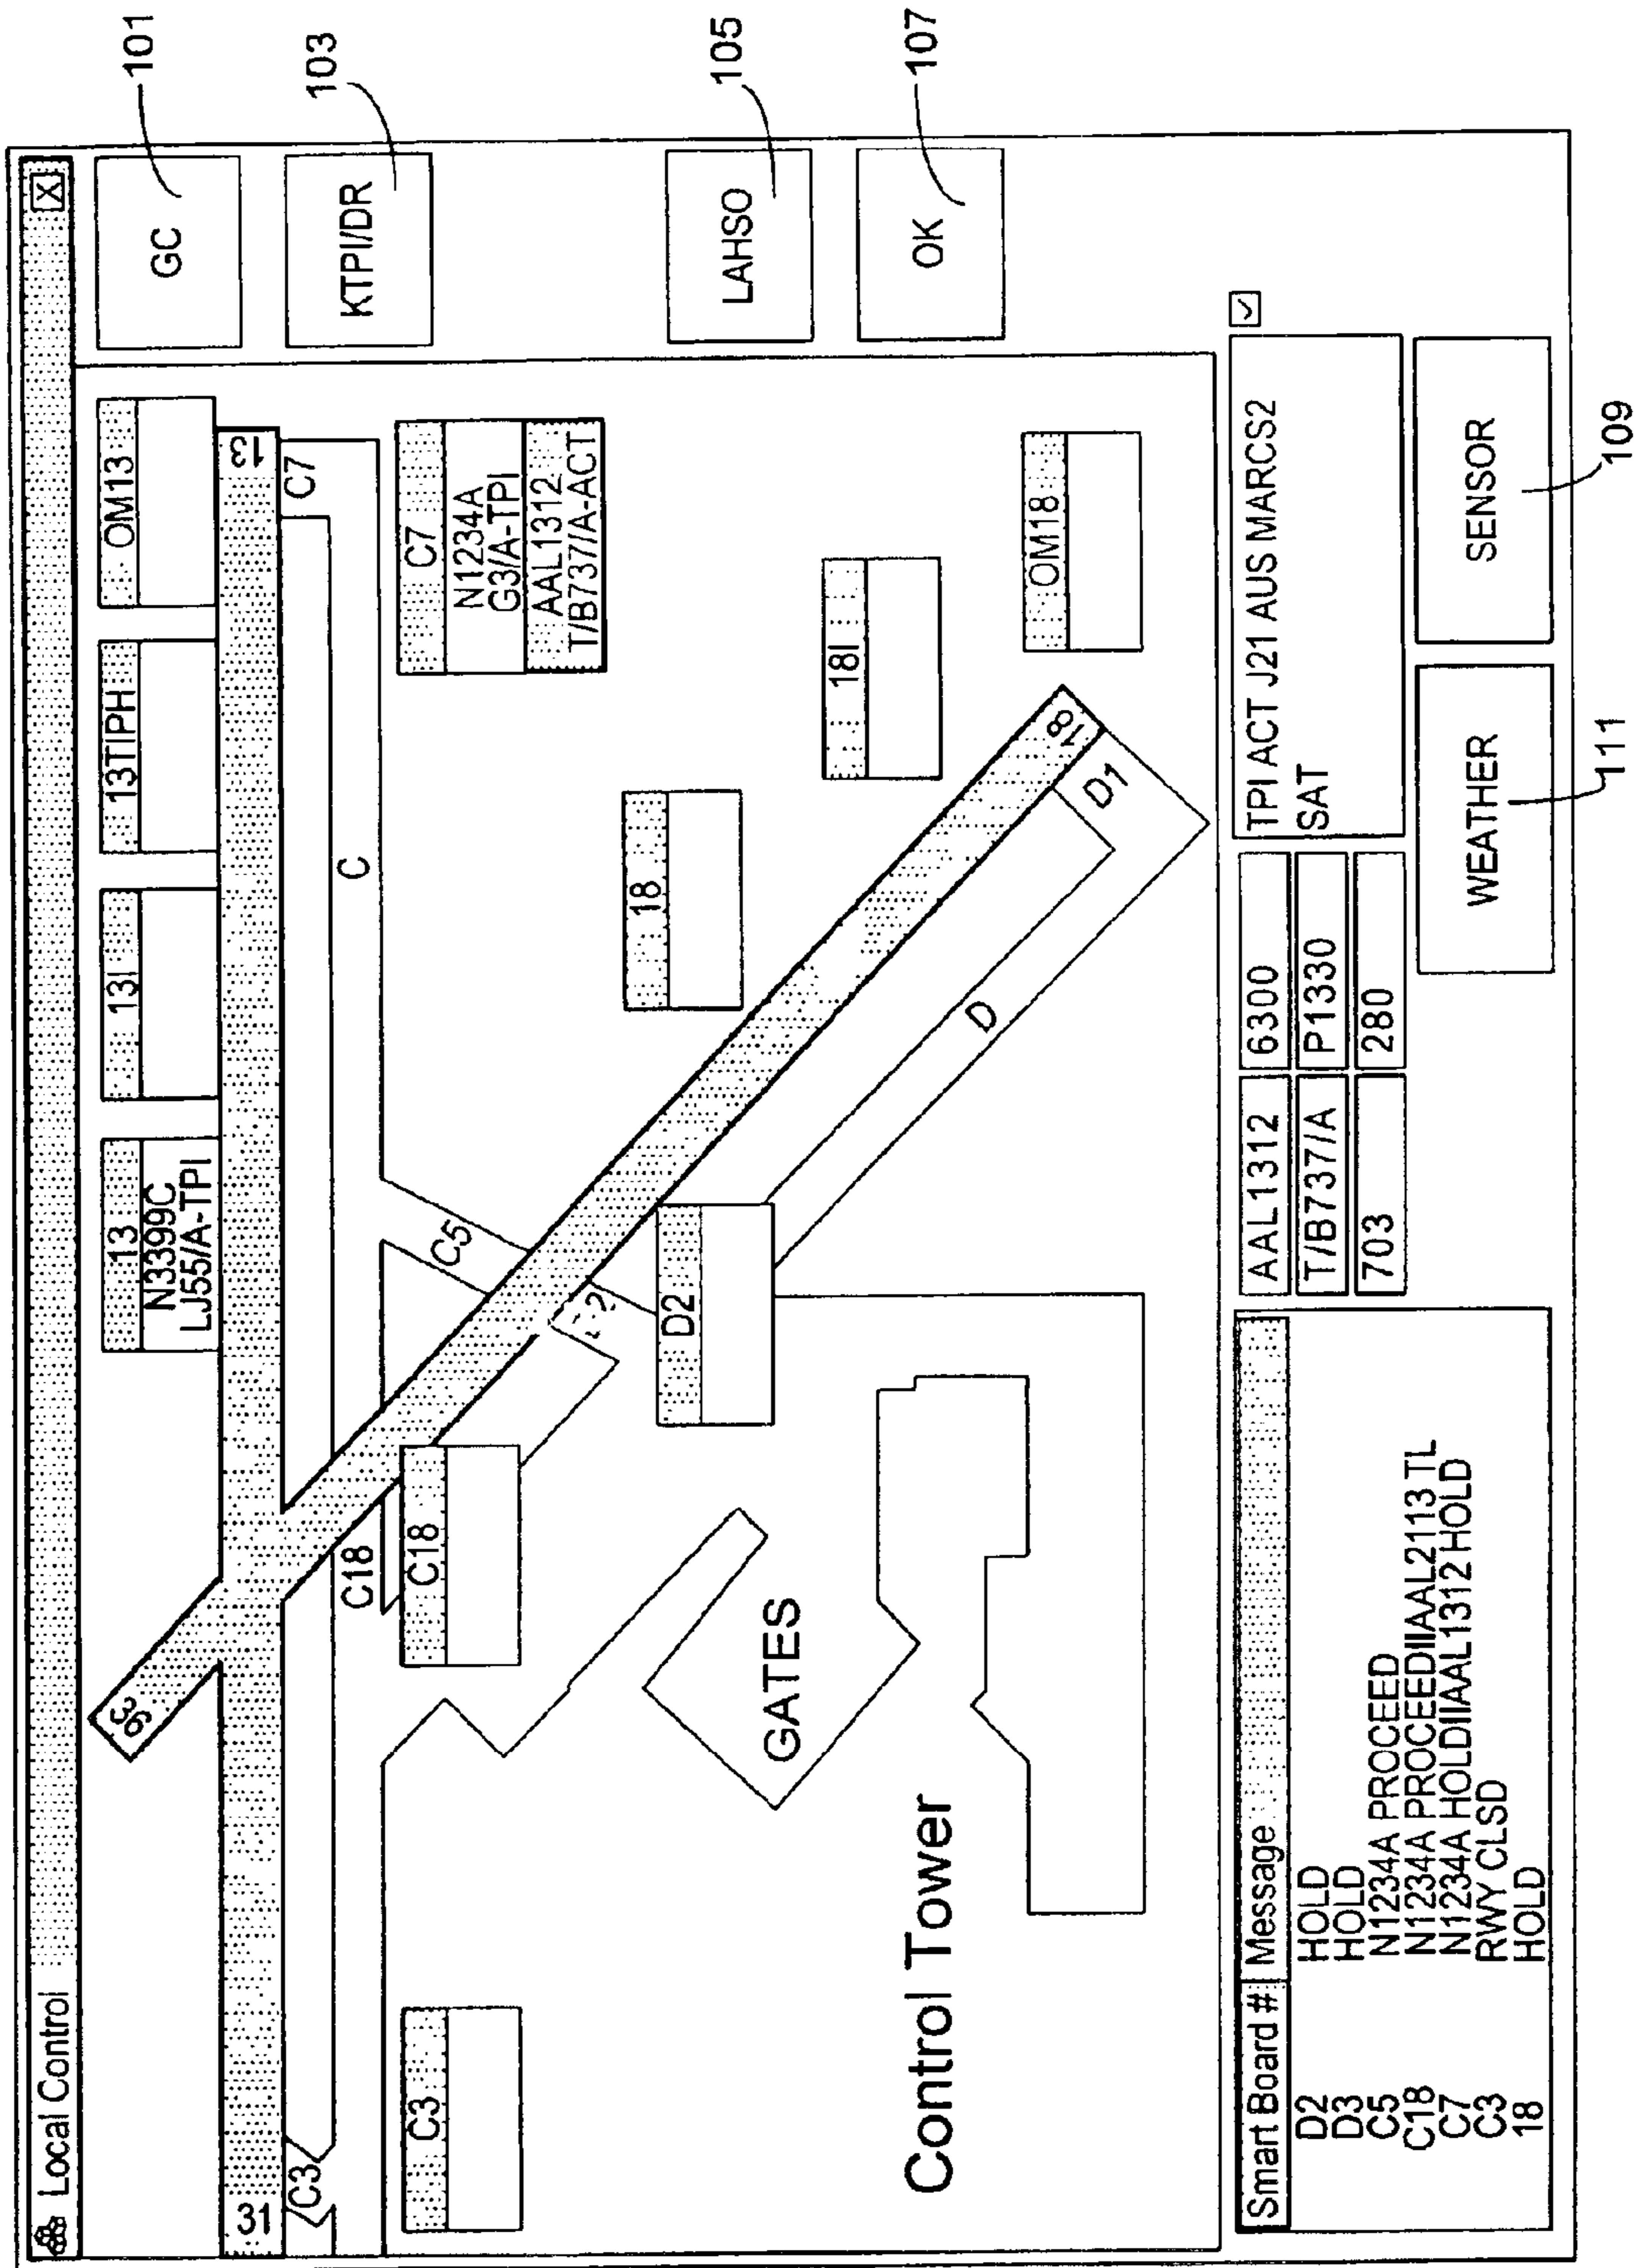 Local Control
X
GC
101
KTPI/DR
103
LAHSO
105
OK
107
13
N3399C
LJ55/A-TPI
13I
13TIPH
OM13
36
31
13
C3
C7
C
C18
C5
C3
C18
C7
N1234A
G3/A-TPI
AAL1312
T/B737/A-ACT
D2
18
18I
OM18
18
D1
D
GATES
Control Tower
Smart Board # Message
D2 HOLD
D3 HOLD
C5 N1234A PROCEED
C18 N1234A PROCEEDIIAAL2113 TL
C7 N1234A HOLDIIAAL1312 HOLD
C3 RWY CLSD
18 HOLD
AAL1312 6300
T/B737/A P1330
703 280
TPI ACT J21 AUS MARCS2
SAT
WEATHER
SENSOR
111
109